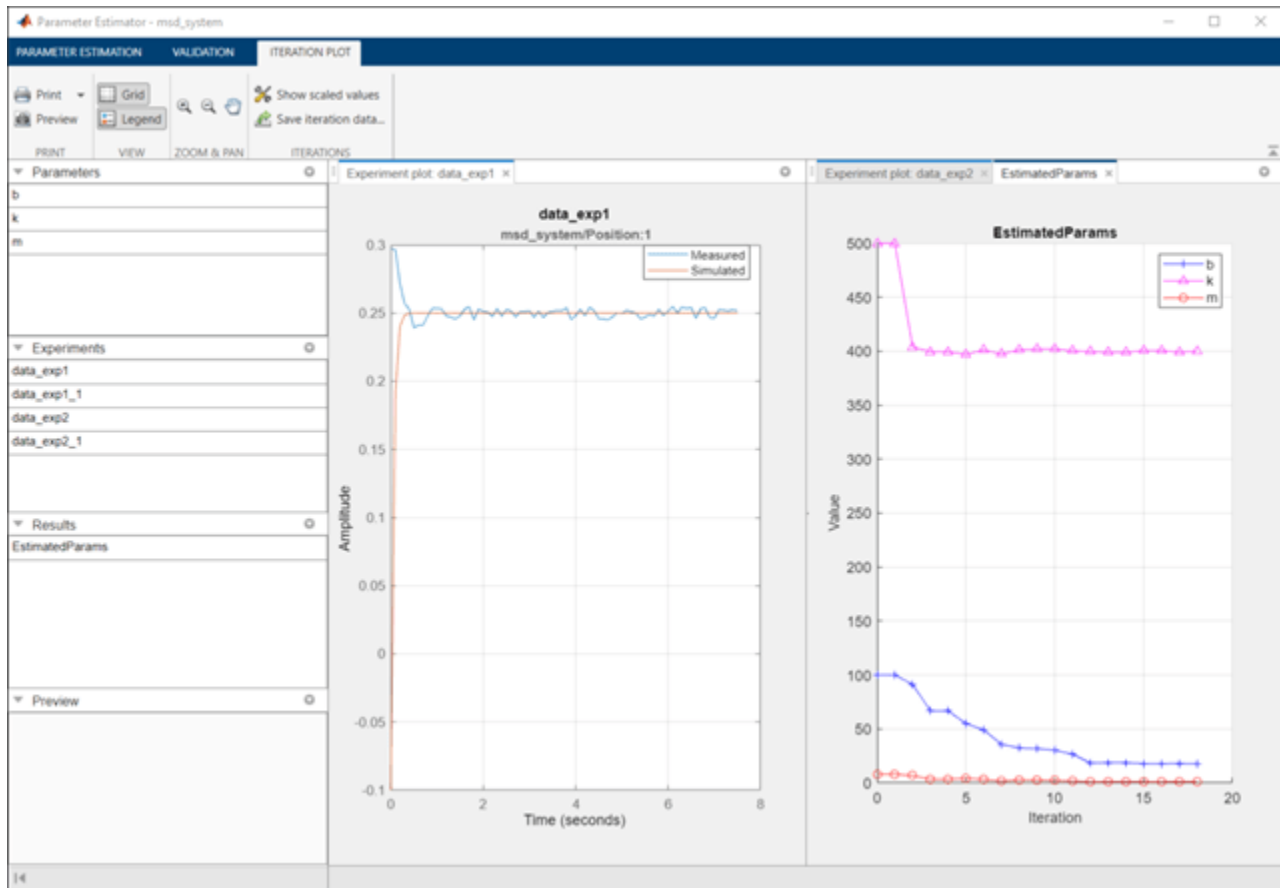 Parameter Estimator - msd_system
PARAMETER ESTIMATION VALIDATION ITERATION PLOT
Print Grid Show scaled values
Preview Legend Save iteration data...
PRINT VIEW ZOOM & PAN ITERATIONS
Parameters
b
k
m
Experiments
data_exp1
data_exp1_1
data_exp2
data_exp2_1
Results
EstimatedParams
Preview
Experiment plot: data_exp1
data_exp1
msd_system/Position:1
Measured
Simulated
0.3
0.25
0.2
0.15
0.1
0.05
0
-0.05
-0.1
Amplitude
0 2 4 6 8
Time (seconds)
Experiment plot: data_exp2 EstimatedParams
EstimatedParams
b
k
m
500
450
400
350
300
250
200
150
100
50
0
Value
0 5 10 15 20
Iteration